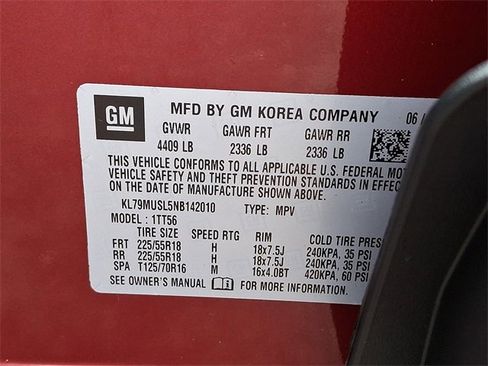 GM
MFD BY GM KOREA COMPANY 06/
GVWR GAWR FRT GAWR RR
4409 LB 2336 LB 2336 LB
THIS VEHICLE CONFORMS TO ALL APPLICABLE U.S. FEDERAL MOT
VEHICLE SAFETY AND THEFT PREVENTION STANDARDS IN EFFECT
THE DATE OF MANUFACTURE SHOWN ABOVE.
KL79MUSL5NB142010 TYPE: MPV
MODEL : 1TT56
TIRE SIZE SPEED RTG RIM COLD TIRE PRES
FRT 225/55R18 H 18x7.5J 240KPA, 35 PSI
RR 225/55R18 H 18x7.5J 240KPA, 35 PSI
SPA T125/70R16 M 16x4.0BT 420KPA, 60 PSI
SEE OWNER'S MANUAL FOR MORE INFORMATION.